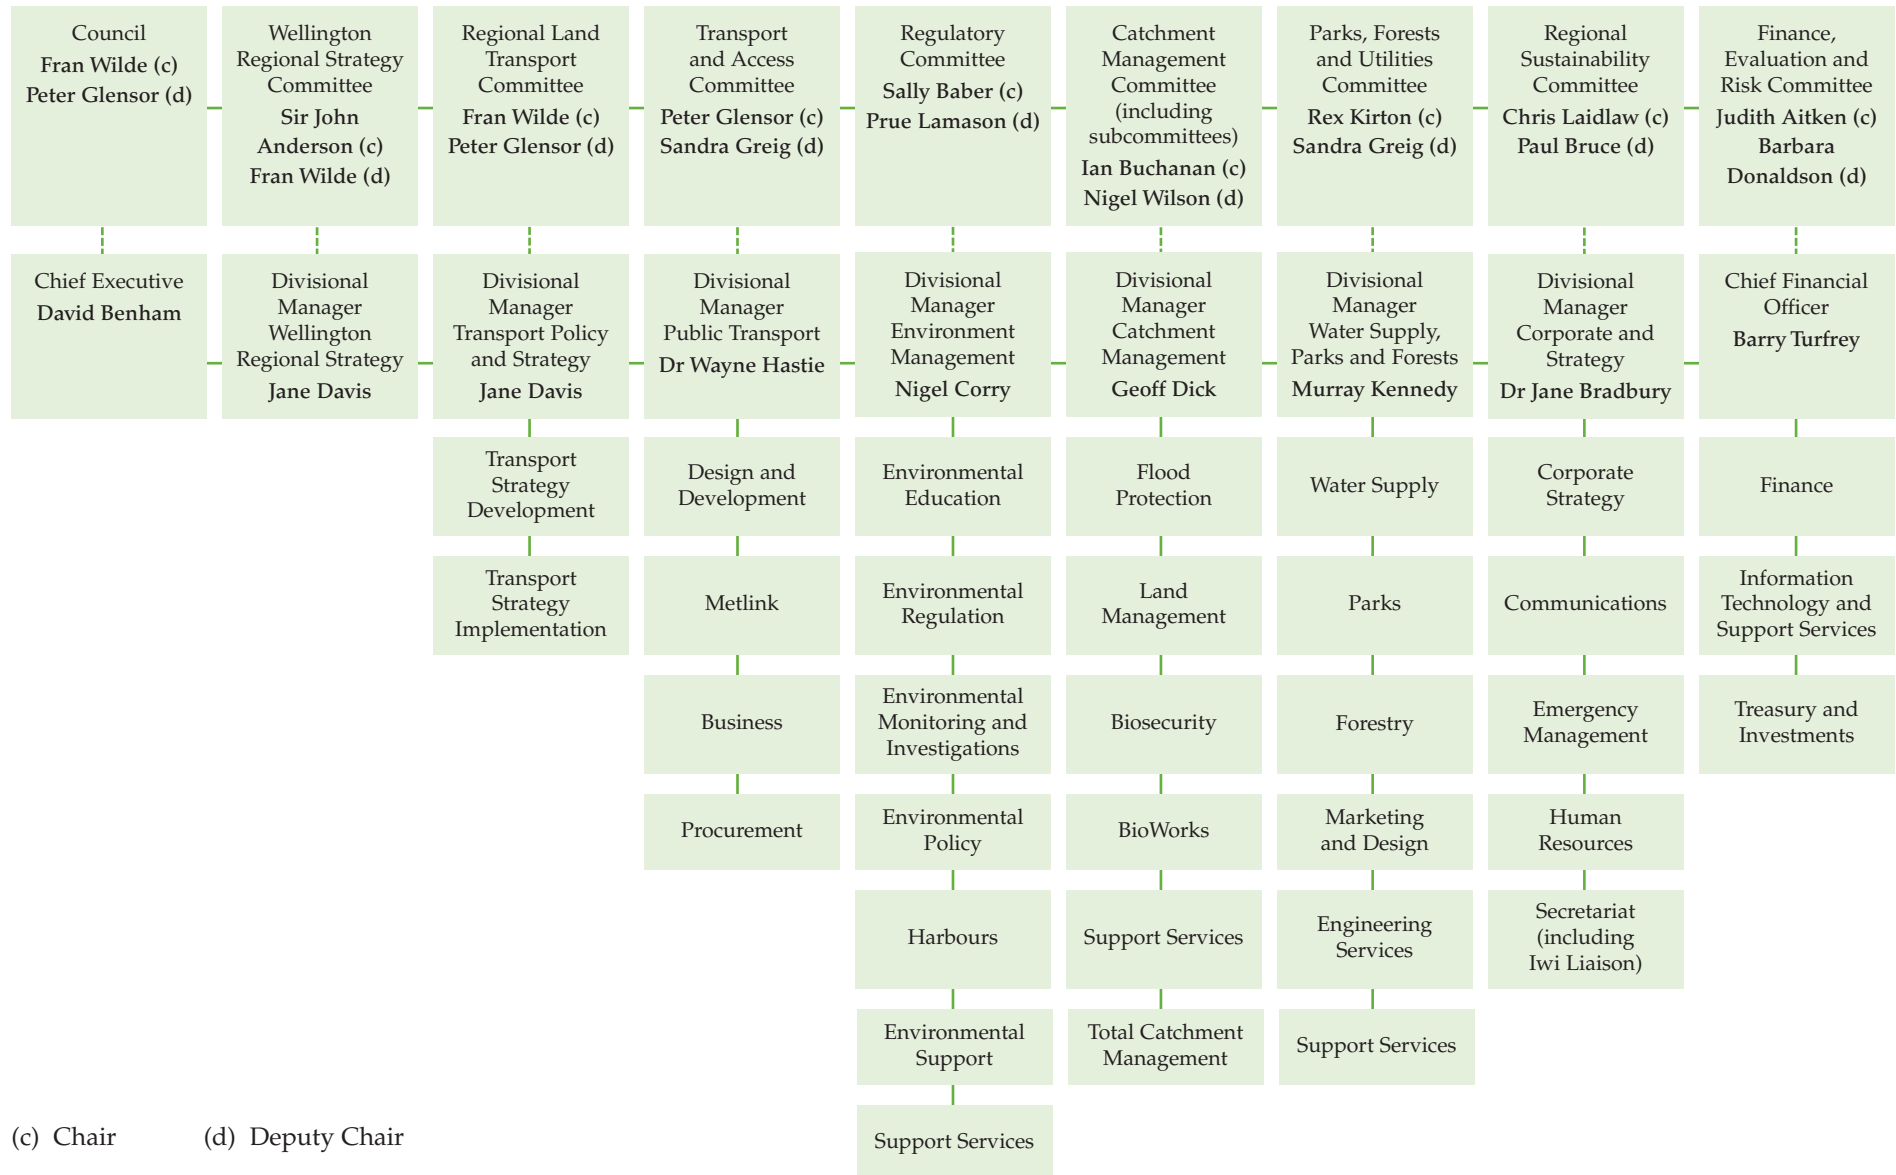 Council
Fran Wilde (c)
Peter Glensor (d)
Wellington
Regional Strategy
Committee
Sir John
Anderson (c)
Fran Wilde (d)
Regional Land
Transport
Committee
Fran Wilde (c)
Peter Glensor (d)
Transport
and Access
Committee
Peter Glensor (c)
Sandra Greig (d)
Regulatory
Committee
Sally Baber (c)
Prue Lamason (d)
Catchment
Management
Committee
(including
subcommittees)
Ian Buchanan (c)
Nigel Wilson (d)
Parks, Forests
and Utilities
Committee
Rex Kirton (c)
Sandra Greig (d)
Regional
Sustainability
Committee
Chris Laidlaw (c)
Paul Bruce (d)
Finance,
Evaluation and
Risk Committee
Judith Aitken (c)
Barbara
Donaldson (d)
Chief Executive
David Benham
Divisional
Manager
Wellington
Regional Strategy
Jane Davis
Divisional
Manager
Transport Policy
and Strategy
Jane Davis
Divisional
Manager
Public Transport
Dr Wayne Hastie
Divisional
Manager
Environment
Management
Nigel Corry
Divisional
Manager
Catchment
Management
Geoff Dick
Divisional
Manager
Water Supply,
Parks and Forests
Murray Kennedy
Divisional
Manager
Corporate and
Strategy
Dr Jane Bradbury
Chief Financial
Officer
Barry Turfrey
Transport
Strategy
Development
Design and
Development
Environmental
Education
Flood
Protection
Water Supply
Corporate
Strategy
Finance
Transport
Strategy
Implementation
Metlink
Environmental
Regulation
Land
Management
Parks
Communications
Information
Technology and
Support Services
Business
Environmental
Monitoring and
Investigations
Biosecurity
Forestry
Emergency
Management
Treasury and
Investments
Procurement
Environmental
Policy
BioWorks
Marketing
and Design
Human
Resources
Harbours
Support Services
Engineering
Services
Secretariat
(including
Iwi Liaison)
Environmental
Support
Total Catchment
Management
Support Services
Support Services
(c) Chair (d) Deputy Chair